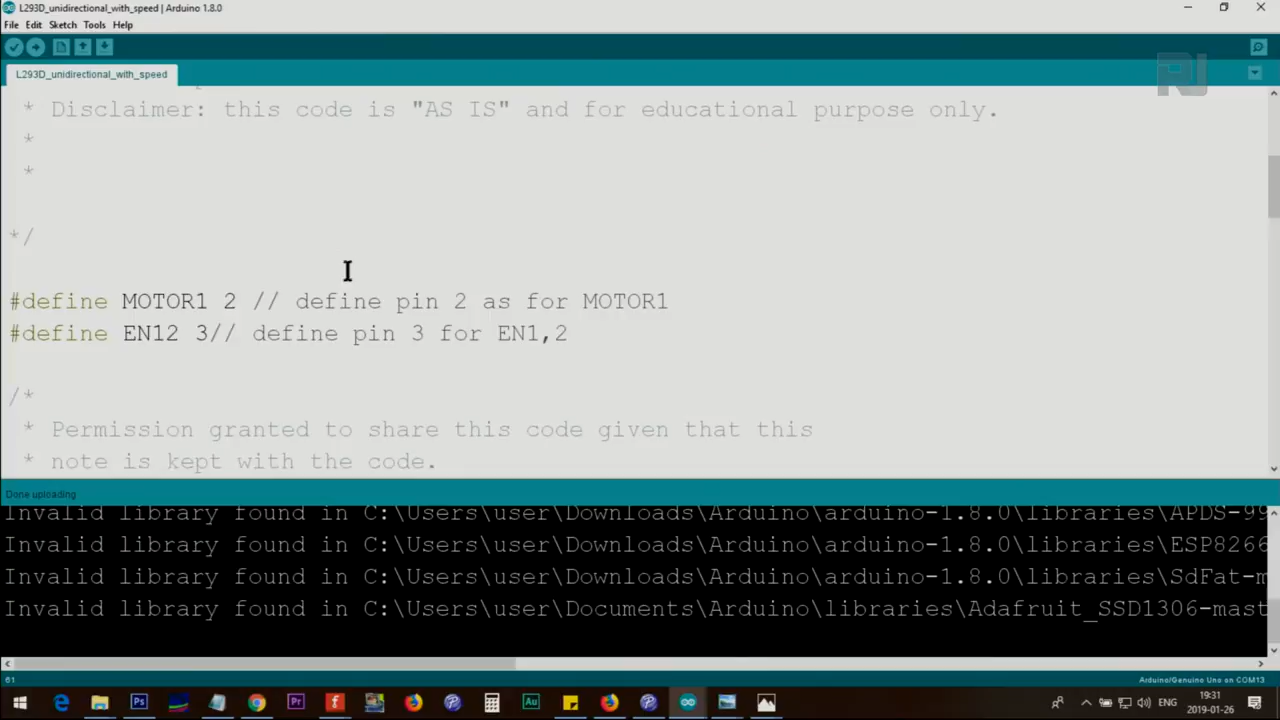 L293D_unidirectional_with_speed | Arduino 1.8.0
File Edit Sketch Tools Help
L293D_unidirectional_with_speed
RJ
* Disclaimer: this code is "AS IS" and for educational purpose only.
*
*
*/
#define MOTOR1 2 // define pin 2 as for MOTOR1
#define EN12 3// define pin 3 for EN1,2
/*
* Permission granted to share this code given that this
* note is kept with the code.
Done uploading
Invalid library found in C:\Users\user\Downloads\Arduino\arduino-1.8.0\libraries\APDS-99
Invalid library found in C:\Users\user\Downloads\Arduino\arduino-1.8.0\libraries\ESP8266
Invalid library found in C:\Users\user\Downloads\Arduino\arduino-1.8.0\libraries\SdFat-m
Invalid library found in C:\Users\user\Documents\Arduino\libraries\Adafruit_SSD1306-mast
61
Arduino/Genuino Uno on COM13
Ps
Pr
f
Au
ENG
19:31
2019-01-26